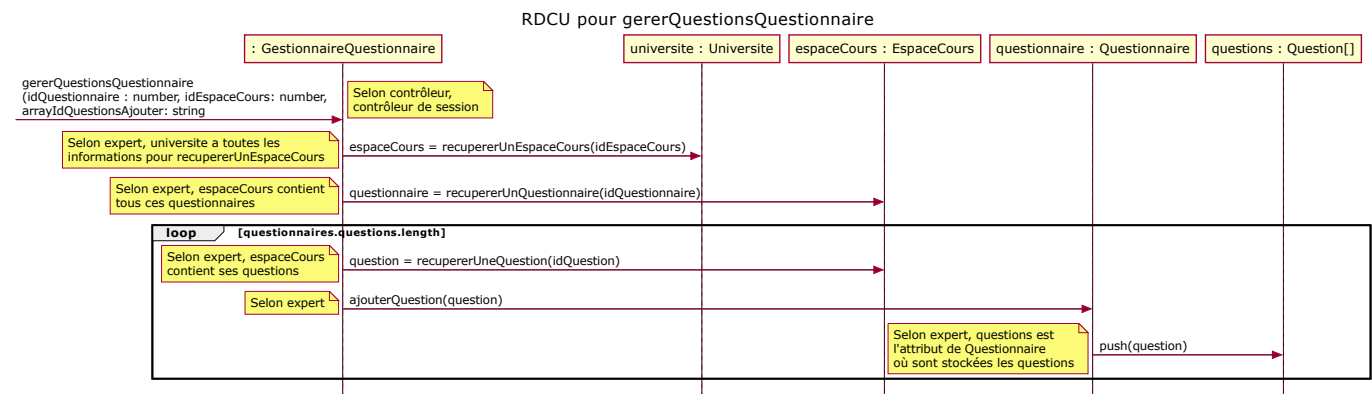 RDCU pour gererQuestionsQuestionnaire
: GestionnaireQuestionnaire
universite : Universite
espaceCours : EspaceCours
questionnaire : Questionnaire
questions : Question[]
gererQuestionsQuestionnaire
(idQuestionnaire : number, idEspaceCours: number,
arrayIdQuestionsAjouter: string
Selon contrôleur,
contrôleur de session
Selon expert, universite a toutes les
informations pour recupererUnEspaceCours
espaceCours = recupererUnEspaceCours(idEspaceCours)
Selon expert, espaceCours contient
tous ces questionnaires
questionnaire = recupererUnQuestionnaire(idQuestionnaire)
loop
[questionnaires.questions.length]
Selon expert, espaceCours
contient ses questions
question = recupererUneQuestion(idQuestion)
Selon expert
ajouterQuestion(question)
Selon expert, questions est
l'attribut de Questionnaire
où sont stockées les questions
push(question)